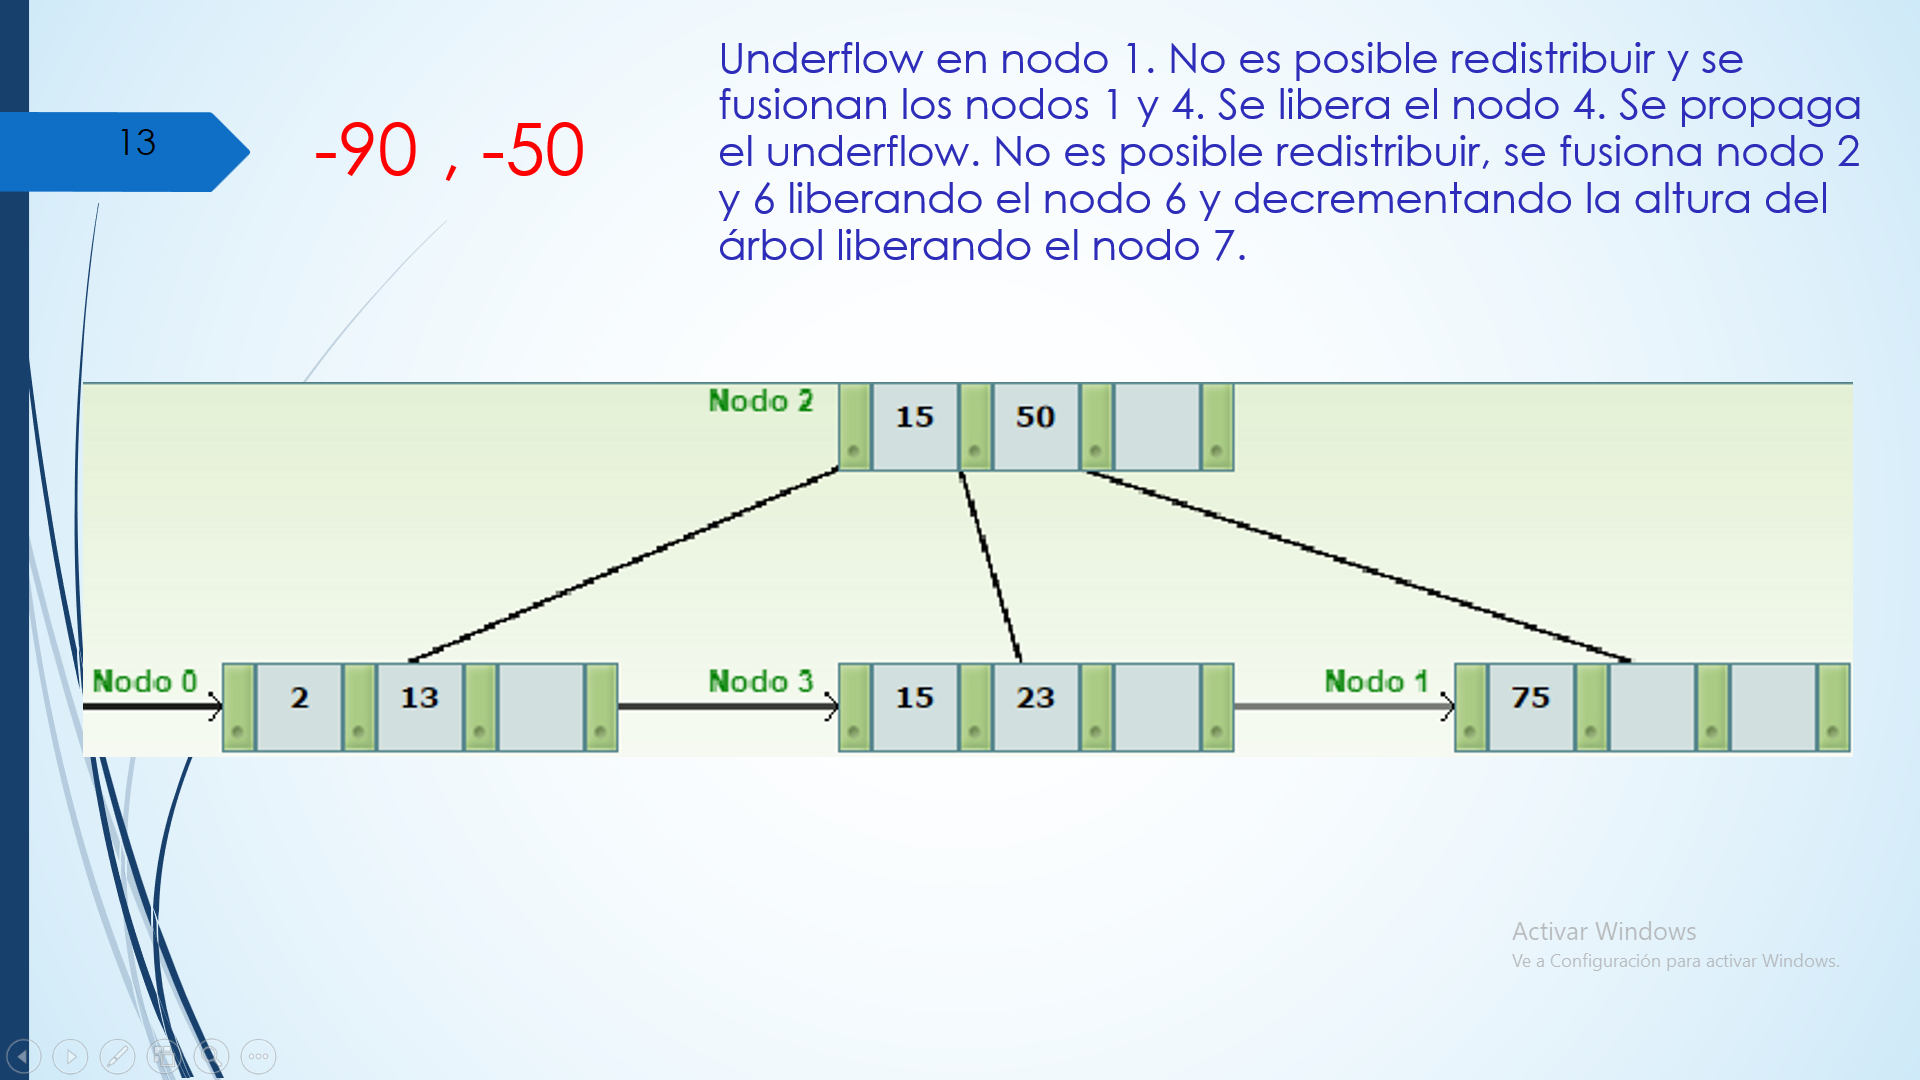 13
-90 , -50
Underflow en nodo 1. No es posible redistribuir y se
fusionan los nodos 1 y 4. Se libera el nodo 4. Se propaga
el underflow. No es posible redistribuir, se fusiona nodo 2
y 6 liberando el nodo 6 y decrementando la altura del
árbol liberando el nodo 7.
Nodo 2 15 50
Nodo 0 2 13 Nodo 3 15 23 Nodo 1 75
Activar Windows
Ve a Configuración para activar Windows.